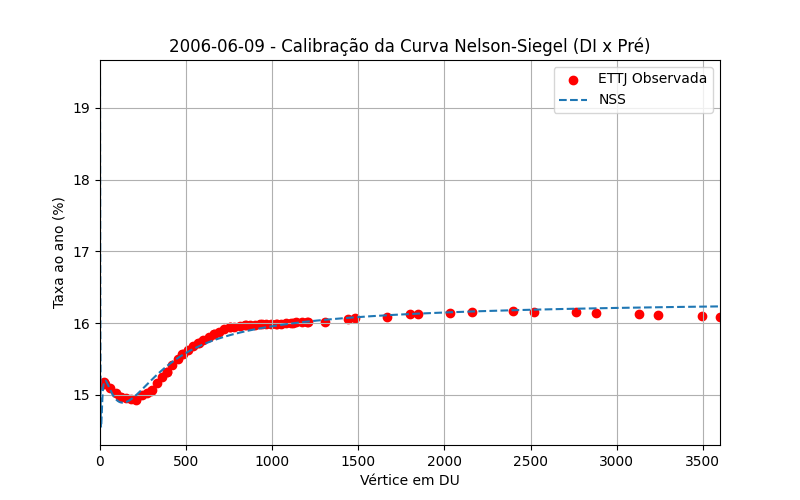 2006-06-09 - Calibração da Curva Nelson-Siegel (DI x Pré)
ETTJ Observada
NSS
Taxa ao ano (%)
19
18
17
16
15
0 500 1000 1500 2000 2500 3000 3500
Vértice em DU